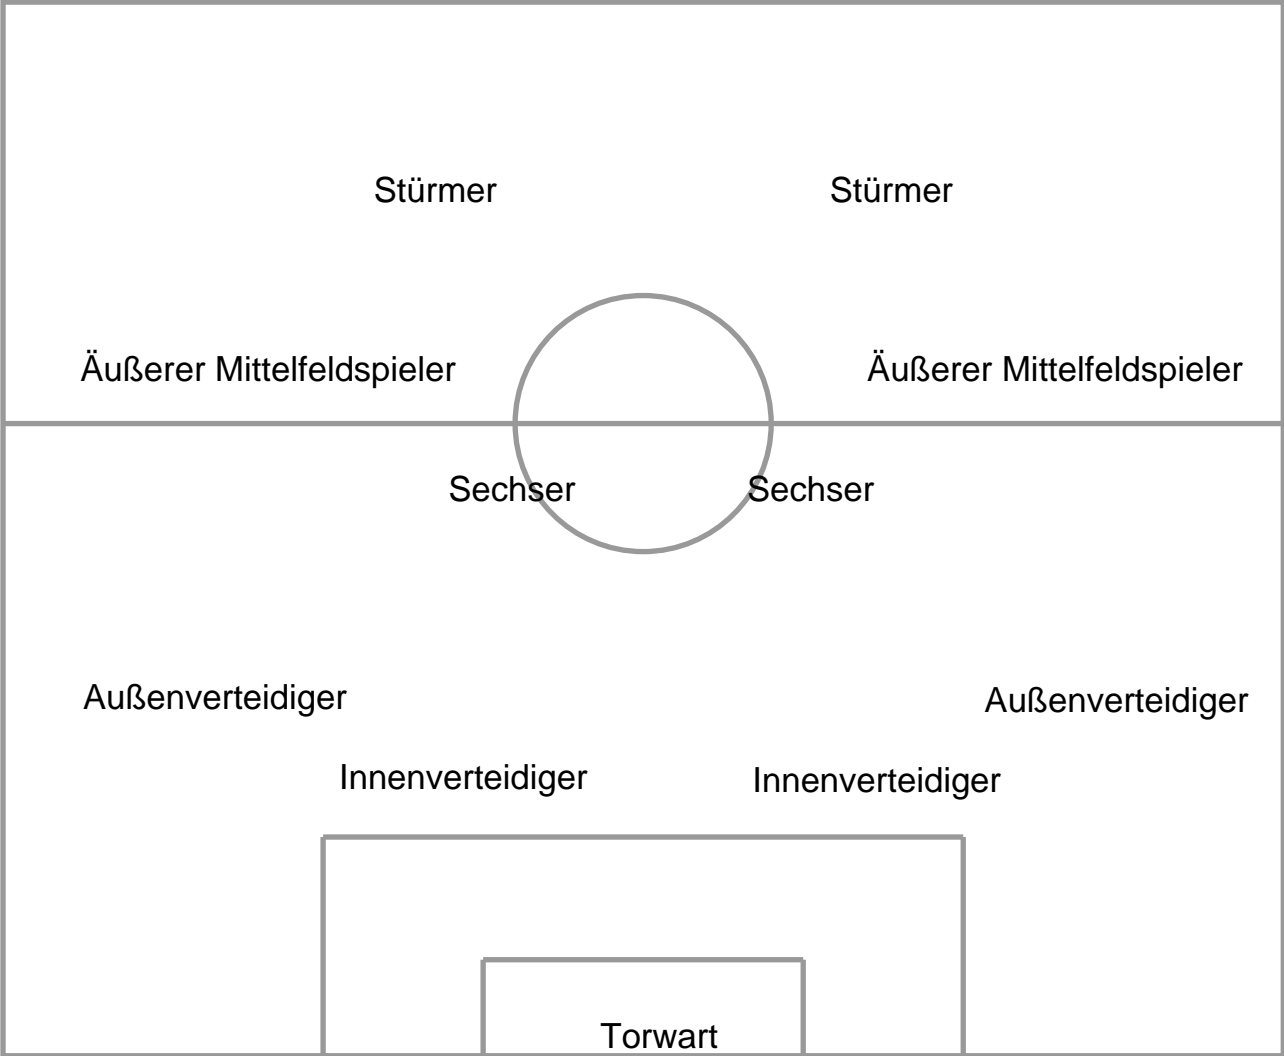 Stürmer
Stürmer
Äußerer Mittelfeldspieler
Äußerer Mittelfeldspieler
Sechser
Sechser
Außenverteidiger
Außenverteidiger
Innenverteidiger
Innenverteidiger
Torwart